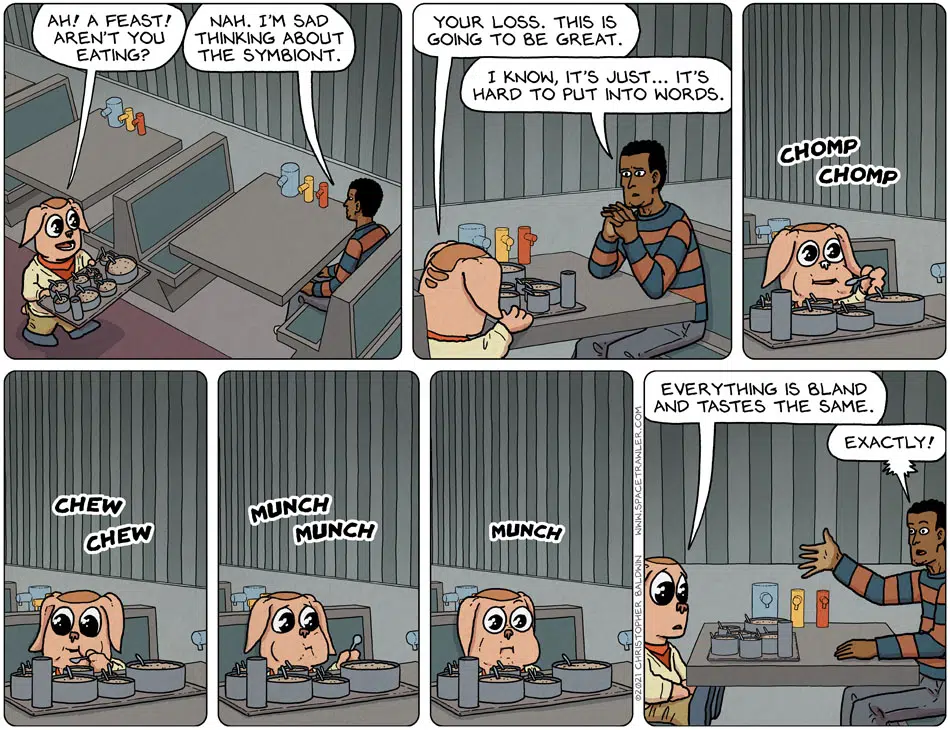 AH! A FEAST!
AREN'T YOU
EATING?
NAH. I'M SAD
THINKING ABOUT
THE SYMBIONT.
YOUR LOSS. THIS IS
GOING TO BE GREAT.
I KNOW, IT'S JUST... IT'S
HARD TO PUT INTO WORDS.
CHOMP
CHOMP
CHEW
CHEW
MUNCH
MUNCH
MUNCH
©2021 CHRISTOPHER BALDWIN WWW.SPACETRAWLER.COM
EVERYTHING IS BLAND
AND TASTES THE SAME.
EXACTLY!